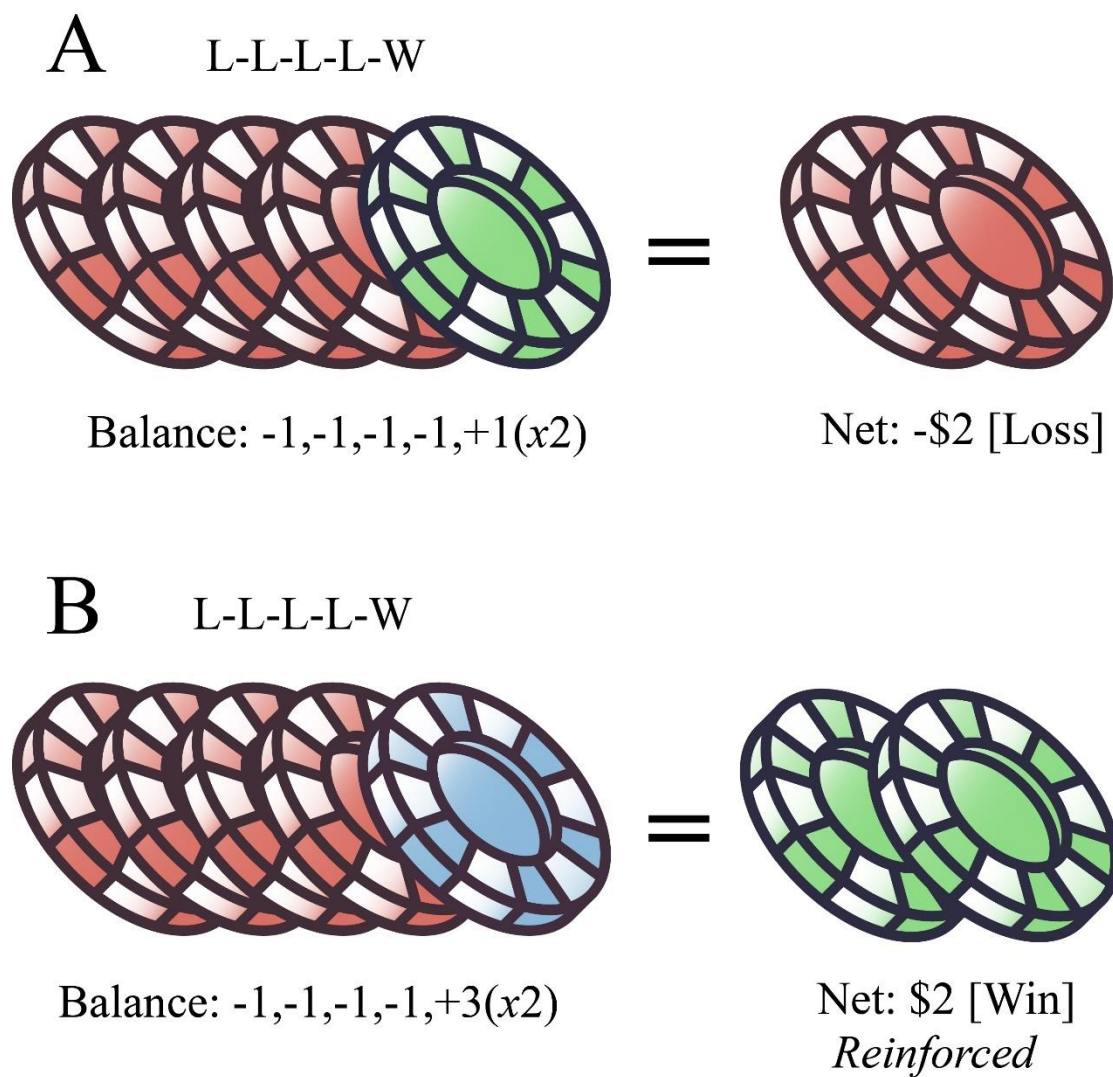 A L-L-L-L-W
=
Balance: -1,-1,-1,-1,+1(x2)
Net: -$2 [Loss]
B L-L-L-L-W
=
Balance: -1,-1,-1,-1,+3(x2)
Net: $2 [Win]
Reinforced